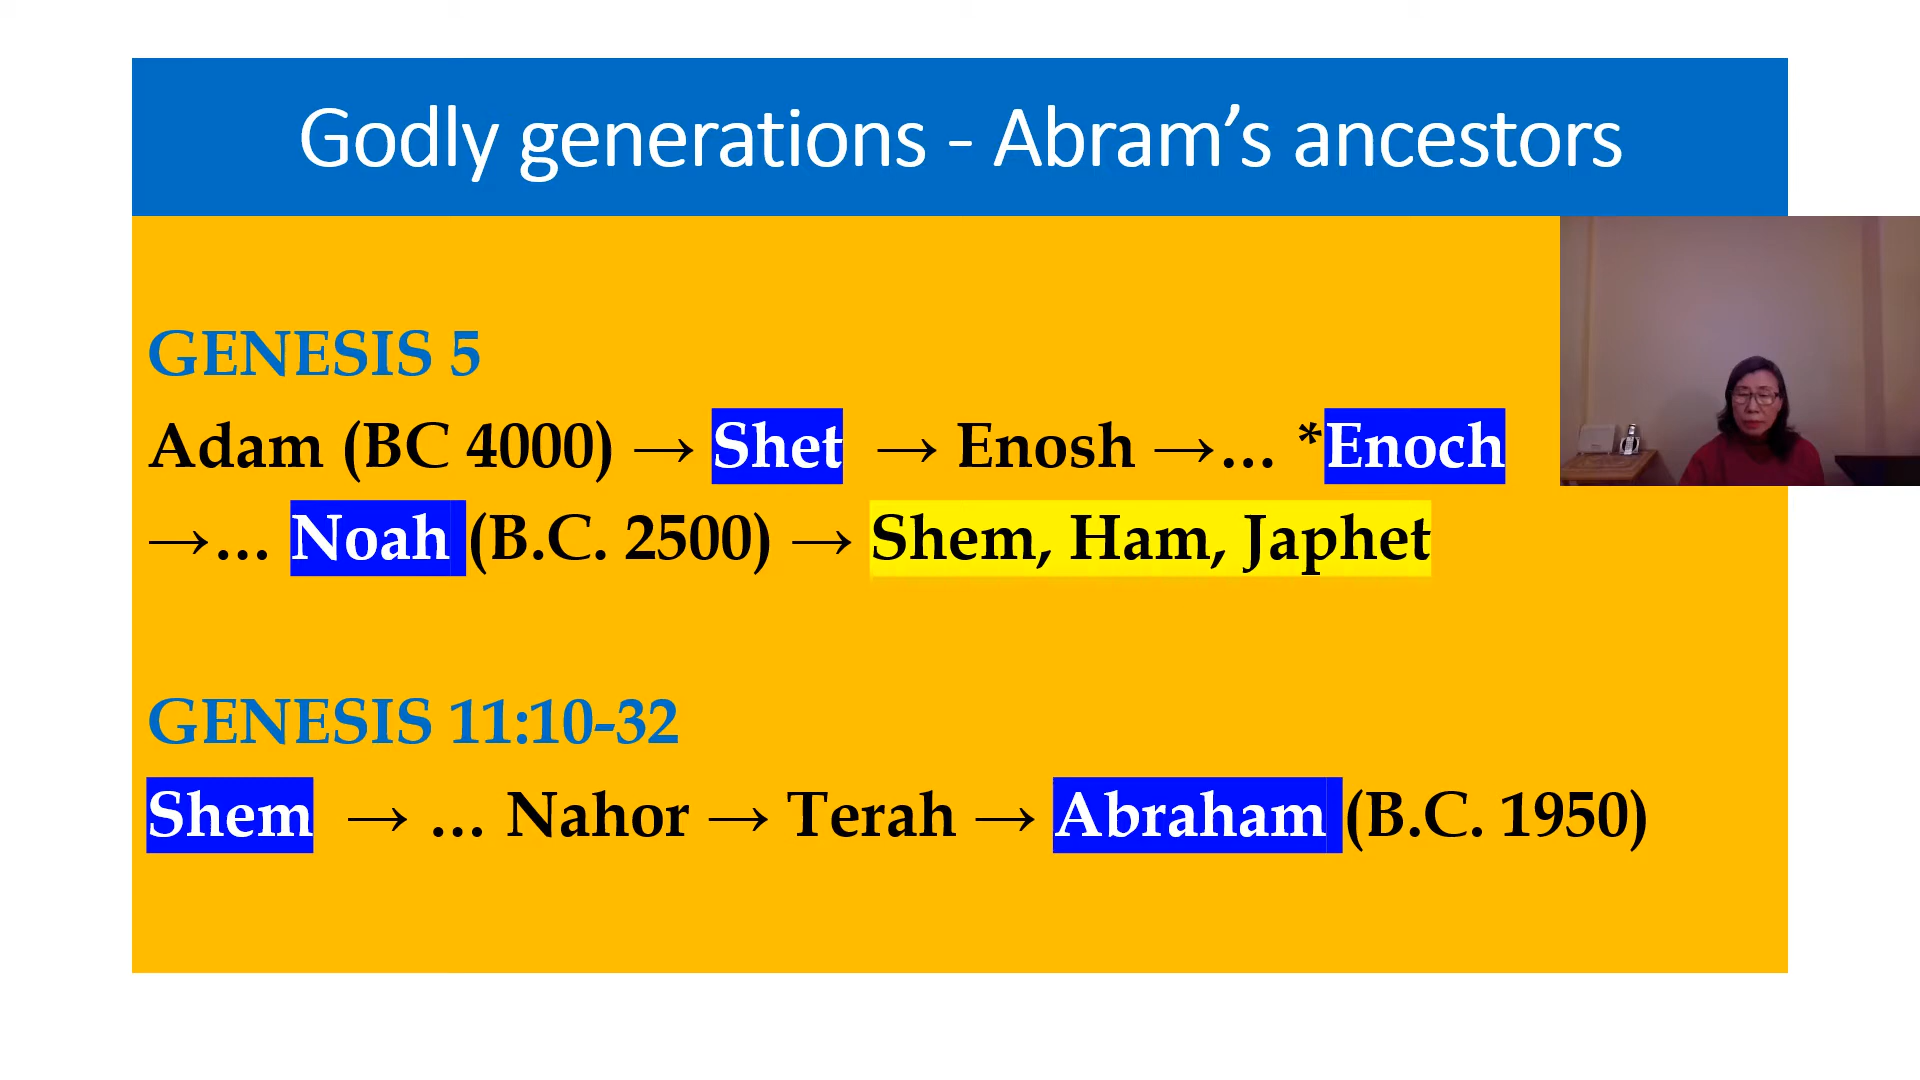 Godly generations - Abram’s ancestors
GENESIS 5
Adam (BC 4000) → Shet → Enosh →… *Enoch
→… Noah (B.C. 2500) → Shem, Ham, Japhet
GENESIS 11:10-32
Shem → … Nahor → Terah → Abraham (B.C. 1950)